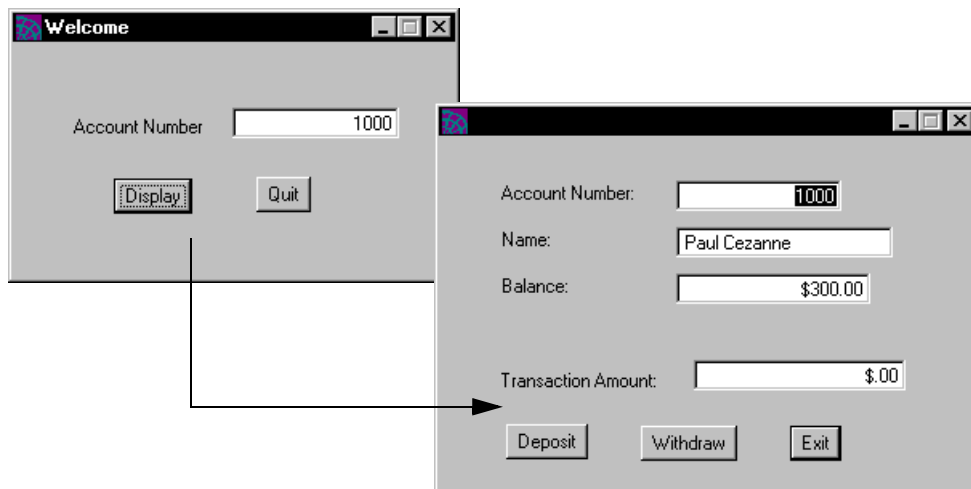 Welcome
Account Number 1000
Display Quit
Account Number: 1000
Name: Paul Cezanne
Balance: $300.00
Transaction Amount: $.00
Deposit Withdraw Exit